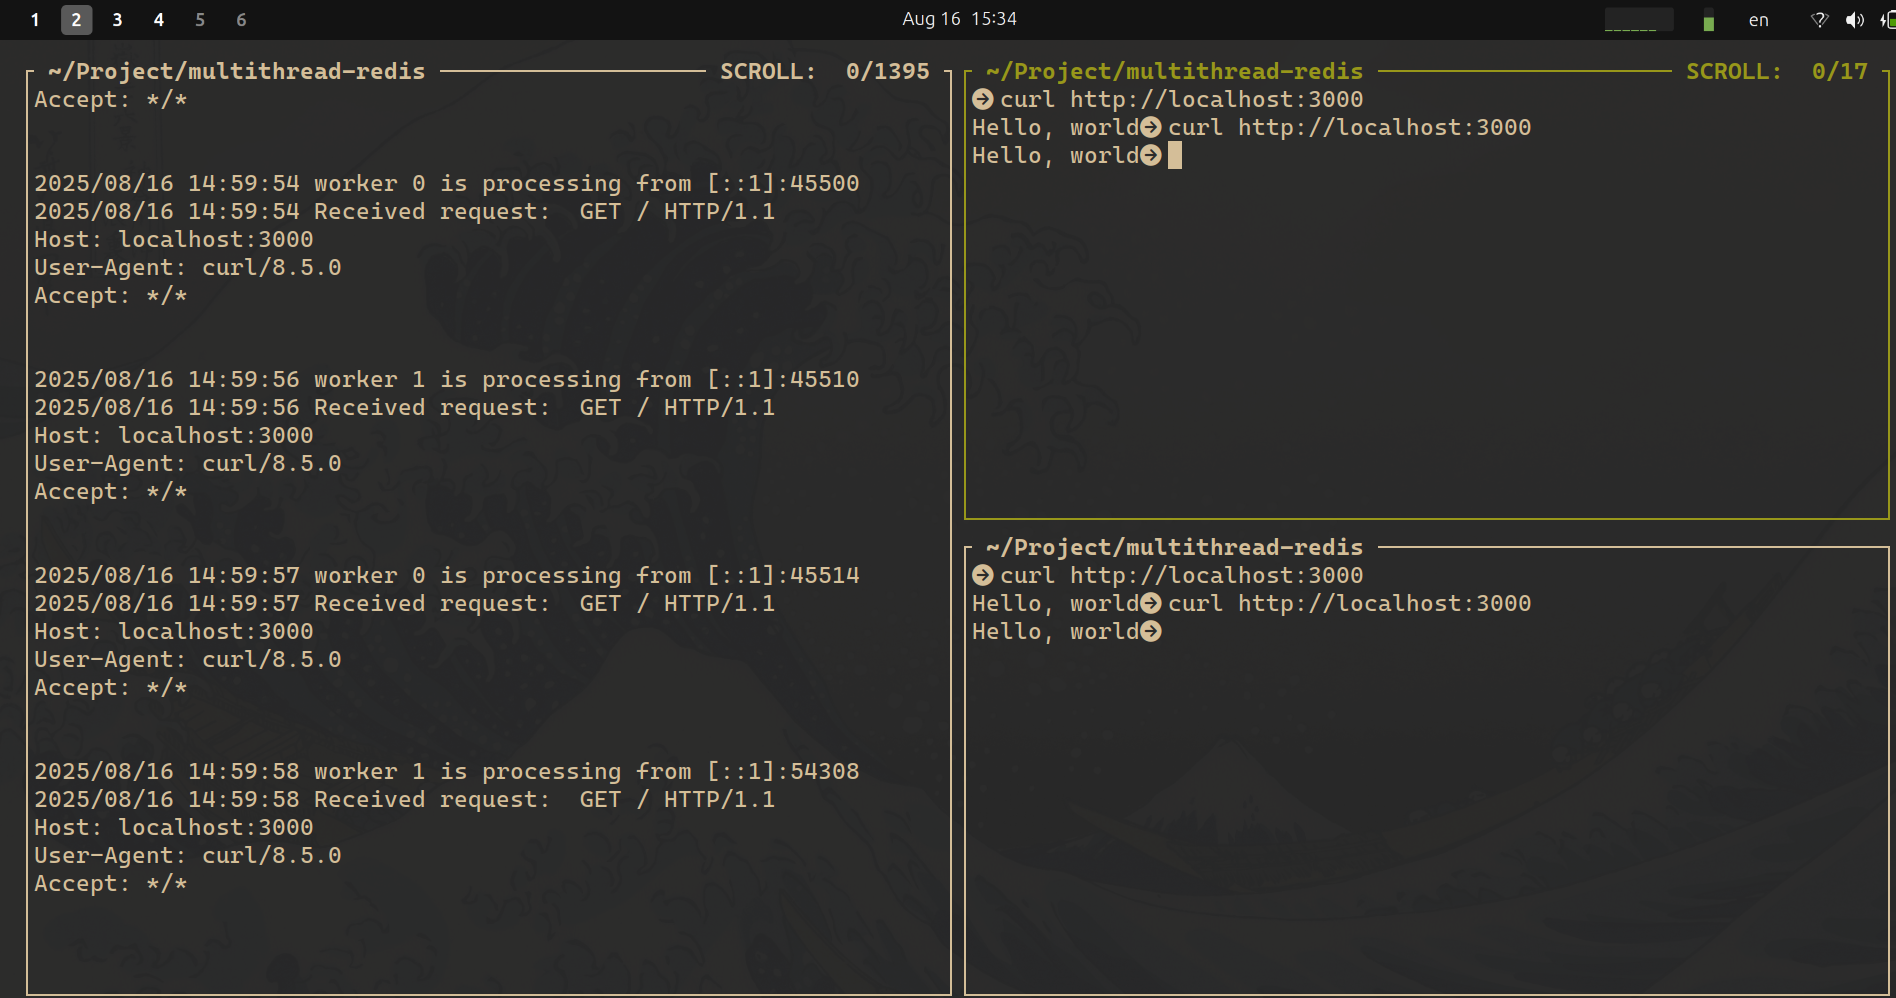 1 2 3 4 5 6
Aug 16 15:34
en
~/Project/multithread-redis
SCROLL: 0/1395
Accept: */*
2025/08/16 14:59:54 worker 0 is processing from [::1]:45500
2025/08/16 14:59:54 Received request:  GET / HTTP/1.1
Host: localhost:3000
User-Agent: curl/8.5.0
Accept: */*
2025/08/16 14:59:56 worker 1 is processing from [::1]:45510
2025/08/16 14:59:56 Received request:  GET / HTTP/1.1
Host: localhost:3000
User-Agent: curl/8.5.0
Accept: */*
2025/08/16 14:59:57 worker 0 is processing from [::1]:45514
2025/08/16 14:59:57 Received request:  GET / HTTP/1.1
Host: localhost:3000
User-Agent: curl/8.5.0
Accept: */*
2025/08/16 14:59:58 worker 1 is processing from [::1]:54308
2025/08/16 14:59:58 Received request:  GET / HTTP/1.1
Host: localhost:3000
User-Agent: curl/8.5.0
Accept: */*
~/Project/multithread-redis
SCROLL: 0/17
➜ curl http://localhost:3000
Hello, world➜ curl http://localhost:3000
Hello, world➜
~/Project/multithread-redis
➜ curl http://localhost:3000
Hello, world➜ curl http://localhost:3000
Hello, world➜